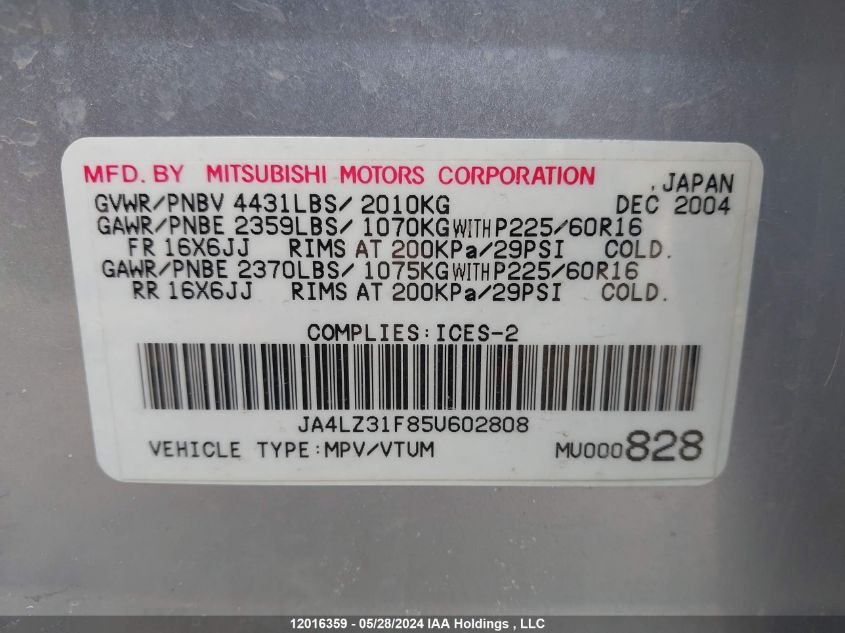 MFD. BY MITSUBISHI MOTORS CORPORATION , JAPAN
GVWR/PNBV 4431LBS/ 2010KG DEC 2004
GAWR/PNBE 2359LBS/ 1070KG WITH P225/60R16
FR 16X6JJ RIMS AT 200KPa/29PSI COLD.
GAWR/PNBE 2370LBS/ 1075KG WITH P225/60R16
RR 16X6JJ RIMS AT 200KPa/29PSI COLD.
COMPLIES:ICES-2
JA4LZ31F85U602808
VEHICLE TYPE:MPV/VTUM MU000828
12016359 - 05/28/2024 IAA Holdings , LLC